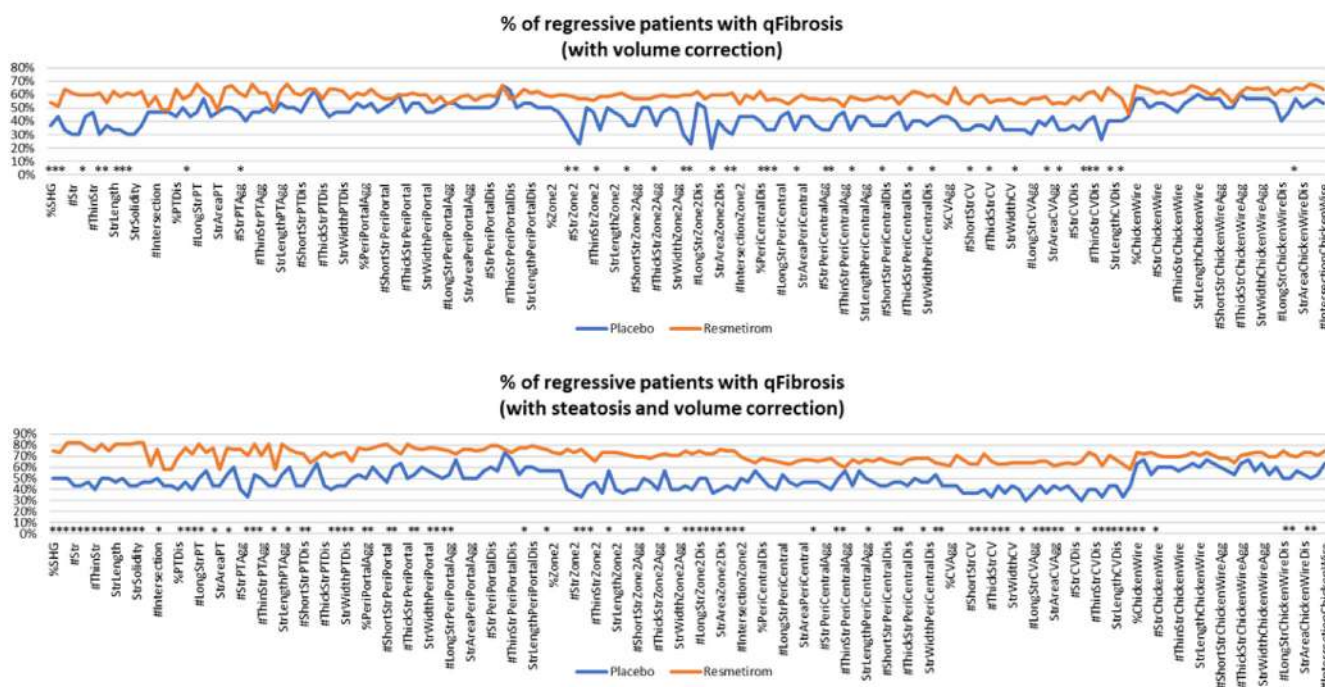 % of regressive patients with qFibrosis
(with volume correction)
80%
70%
60%
50%
40%
30%
20%
10%
0%
%SHG
#Str
#ThinStr
StrLength
StrSolidity
#Intersection
%PTDis
#LongStrPT
StrAreaPT
#StrPTAgg
#ThinStrPTAgg
StrLengthPTAgg
#ShortStrPTDis
#ThickStrPTDis
StrWidthPTDis
%PeriPortalAgg
#ShortStrPeriPortal
#ThickStrPeriPortal
StrWidthPeriPortal
#LongStrPeriPortalAgg
StrAreaPeriPortalAgg
#StrPeriPortalDis
#ThinStrPeriPortalDis
StrLengthPeriPortalDis
%Zone2
#StrZone2
#ThinStrZone2
StrLengthZone2
#ShortStrZone2Agg
#ThickStrZone2Agg
StrWidthZone2Agg
#LongStrZone2Dis
StrAreaZone2Dis
#IntersectionZone2
%PeriCentralDis
#LongStrPeriCentral
StrAreaPeriCentral
#StrPeriCentralAgg
#ThinStrPeriCentralAgg
StrLengthPeriCentralAgg
#ShortStrPeriCentralDis
#ThickStrPeriCentralDis
StrWidthPeriCentralDis
%CVAgg
#ShortStrCV
#ThickStrCV
StrWidthCV
#LongStrCVAgg
StrAreaCVAgg
#StrCVDis
#ThinStrCVDis
StrLengthCVDis
%ChickenWire
#StrChickenWire
#ThinStrChickenWire
StrLengthChickenWire
#ShortStrChickenWireAgg
#ThickStrChickenWireAgg
StrWidthChickenWireAgg
#LongStrChickenWireDis
StrAreaChickenWireDis
#IntersectionChickenWire
Placebo Resmetirom
% of regressive patients with qFibrosis
(with steatosis and volume correction)
90%
80%
70%
60%
50%
40%
30%
20%
10%
0%
%SHG
#Str
#ThinStr
StrLength
StrSolidity
#Intersection
%PTDis
#LongStrPT
StrAreaPT
#StrPTAgg
#ThinStrPTAgg
StrLengthPTAgg
#ShortStrPTDis
#ThickStrPTDis
StrWidthPTDis
%PeriPortalAgg
#ShortStrPeriPortal
#ThickStrPeriPortal
StrWidthPeriPortal
#LongStrPeriPortalAgg
StrAreaPeriPortalAgg
#StrPeriPortalDis
#ThinStrPeriPortalDis
StrLengthPeriPortalDis
%Zone2
#StrZone2
#ThinStrZone2
StrLengthZone2
#ShortStrZone2Agg
#ThickStrZone2Agg
StrWidthZone2Agg
#LongStrZone2Dis
StrAreaZone2Dis
#IntersectionZone2
%PeriCentralDis
#LongStrPeriCentral
StrAreaPeriCentral
#StrPeriCentralAgg
#ThinStrPeriCentralAgg
StrLengthPeriCentralAgg
#ShortStrPeriCentralDis
#ThickStrPeriCentralDis
StrWidthPeriCentralDis
%CVAgg
#ShortStrCV
#ThickStrCV
StrWidthCV
#LongStrCVAgg
StrAreaCVAgg
#StrCVDis
#ThinStrCVDis
StrLengthCVDis
%ChickenWire
#StrChickenWire
#ThinStrChickenWire
StrLengthChickenWire
#ShortStrChickenWireAgg
#ThickStrChickenWireAgg
StrWidthChickenWireAgg
#LongStrChickenWireDis
StrAreaChickenWireDis
Placebo Resmetirom